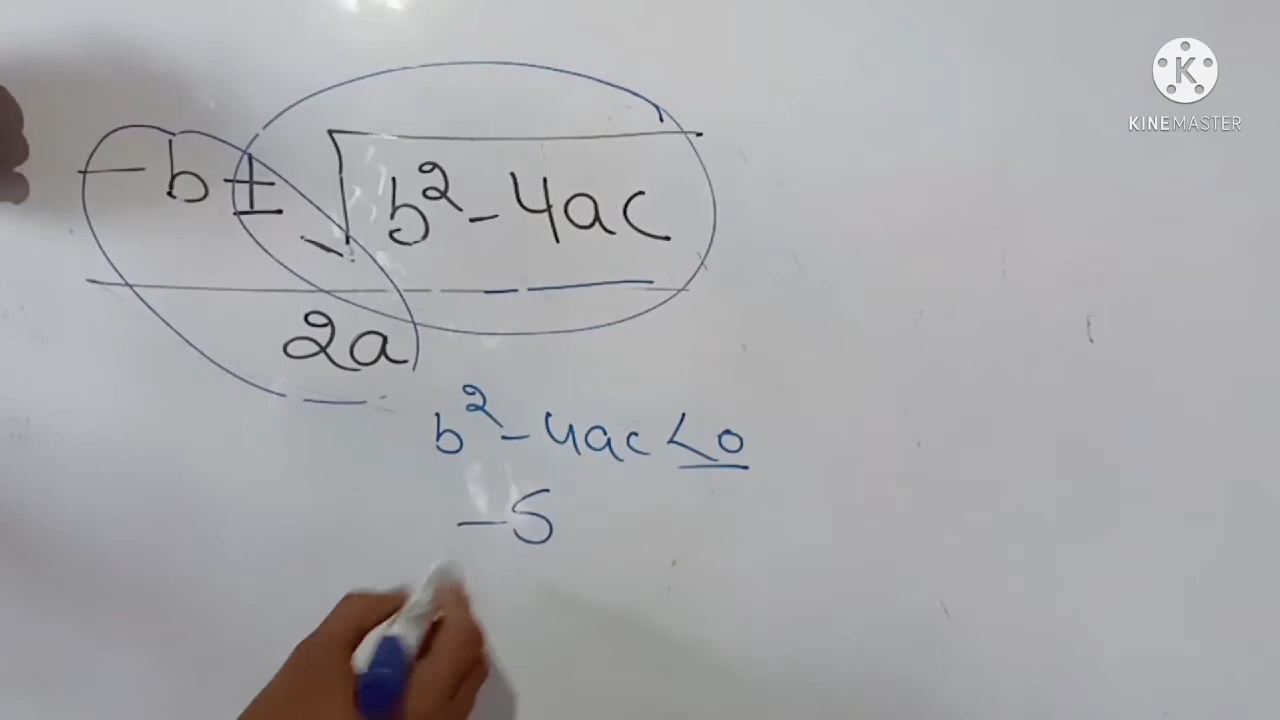 -b ± √b²-4ac
2a
b²-4ac <0
-5
K
KINEMASTER